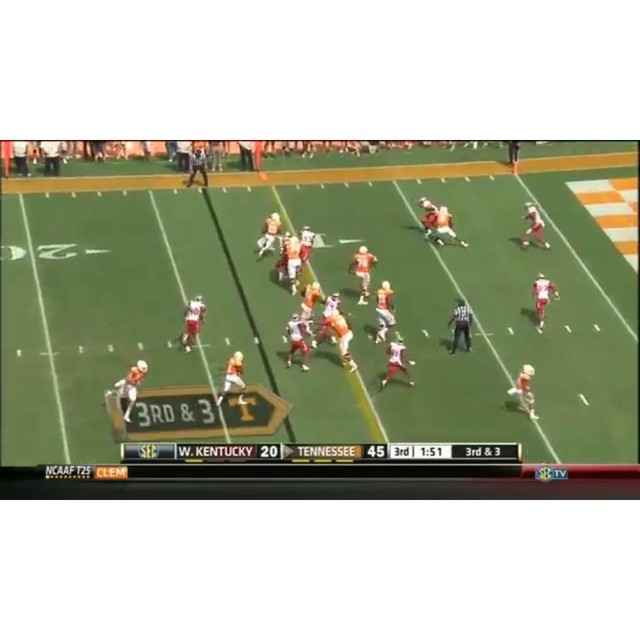 20
3RD & 3 T
SEC W. KENTUCKY 20 TENNESSEE 45 3rd 1:51 3rd & 3
NCAAF T25 CLEM SEC TV